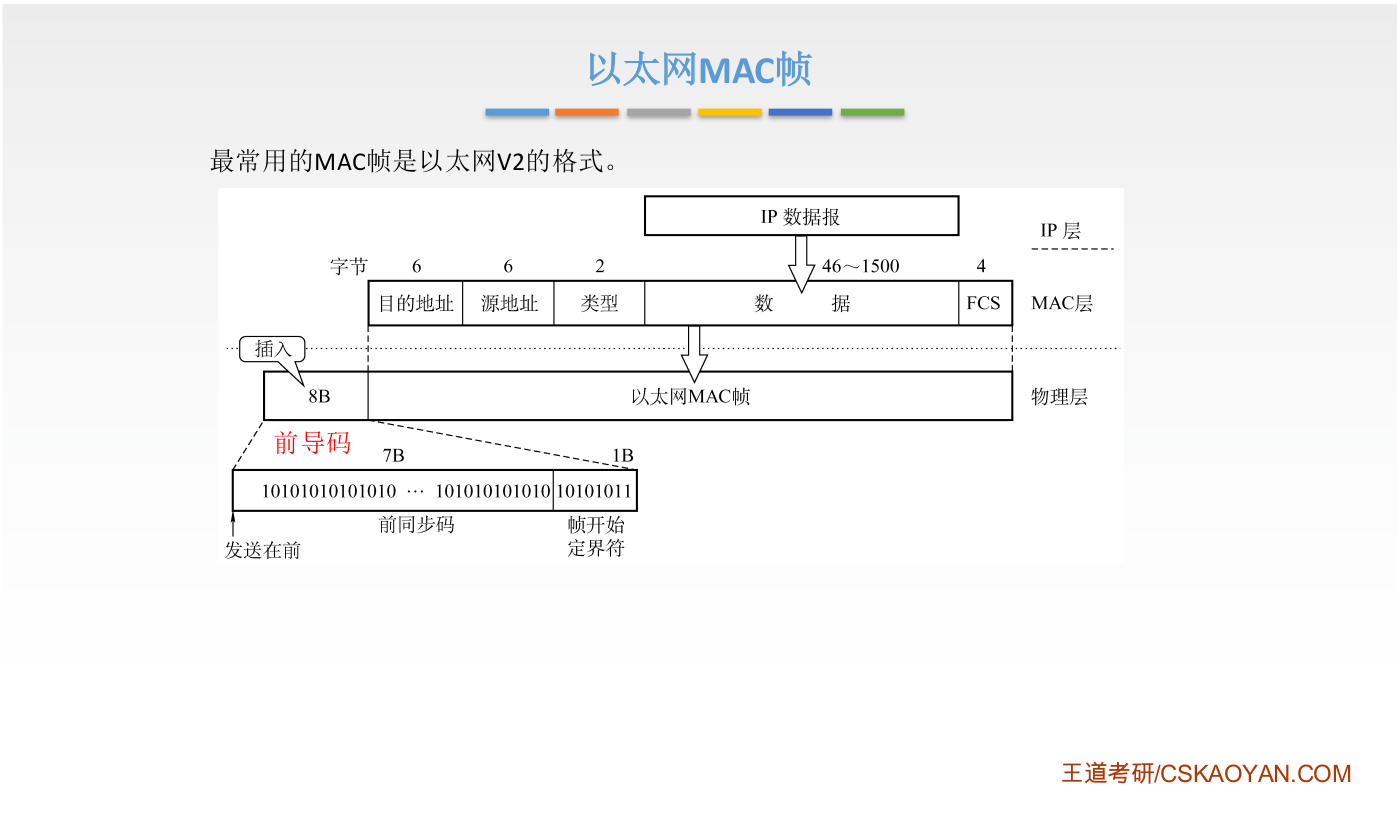 以太网MAC帧
最常用的MAC帧是以太网V2的格式。
IP 数据报
IP 层
字节 6 6 2 46～1500 4
目的地址 源地址 类型 数 据 FCS MAC层
插入
8B 以太网MAC帧 物理层
前导码
7B 1B
10101010101010 … 101010101010 10101011
前同步码 帧开始
定界符
发送在前
王道考研/CSKAOYAN.COM